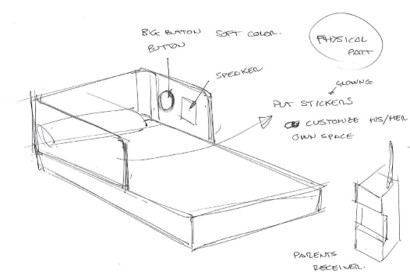 BIG BUTTON SOFT COLOR.
BUTTON
PHYSICAL
PART
SPEAKER
GLOWING
PUT STICKERS
CUSTOMIZE HIS/HER
OWN SPACE
PARENTS
RECEIVER.